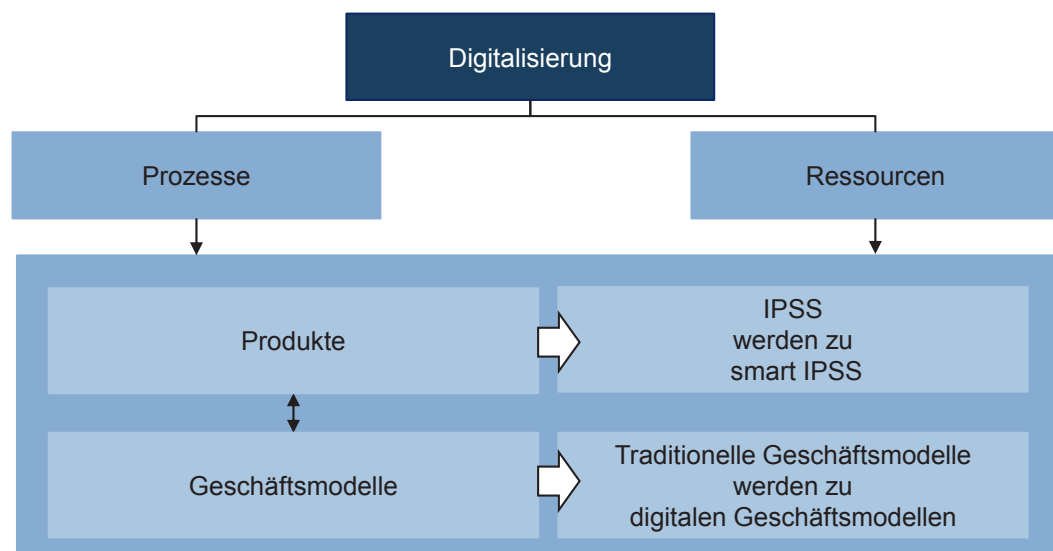 Digitalisierung
Prozesse
Ressourcen
Produkte
IPSS
werden zu
smart IPSS
Geschäftsmodelle
Traditionelle Geschäftsmodelle
werden zu
digitalen Geschäftsmodellen